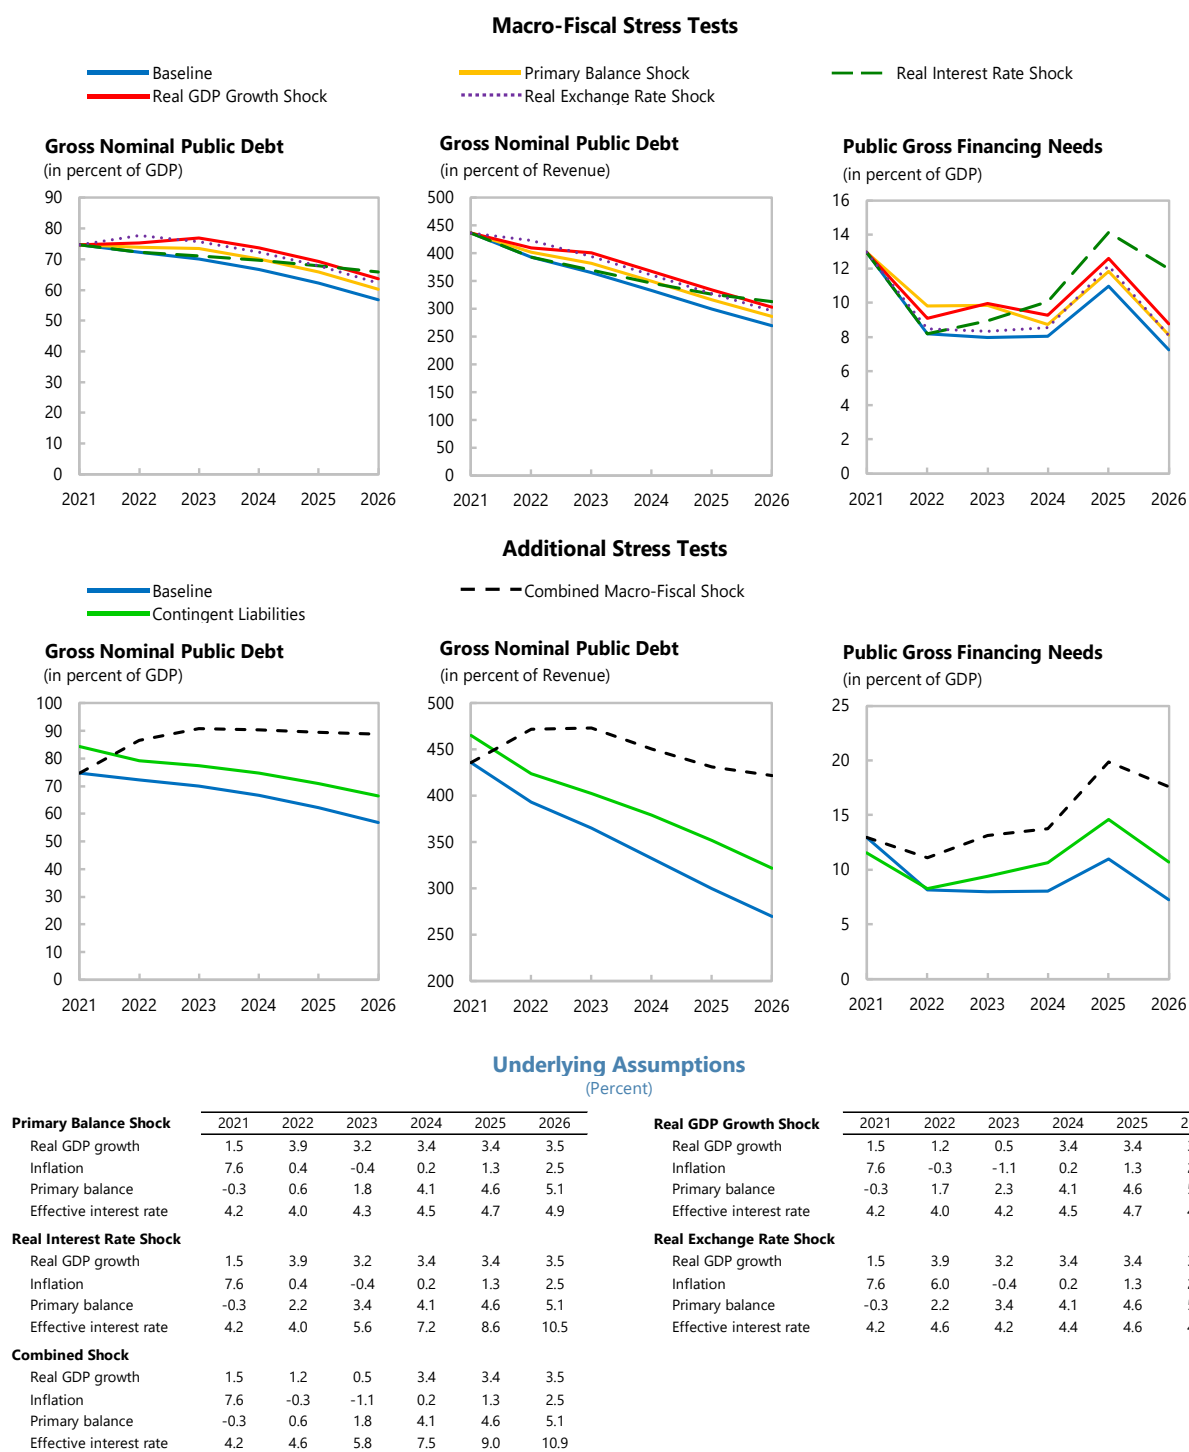 Macro-Fiscal Stress Tests
Baseline Primary Balance Shock Real Interest Rate Shock
Real GDP Growth Shock Real Exchange Rate Shock
Gross Nominal Public Debt
(in percent of GDP)
90
80
70
60
50
40
30
20
10
0
2021 2022 2023 2024 2025 2026
Gross Nominal Public Debt
(in percent of Revenue)
500
450
400
350
300
250
200
150
100
50
0
2021 2022 2023 2024 2025 2026
Public Gross Financing Needs
(in percent of GDP)
16
14
12
10
8
6
4
2
0
2021 2022 2023 2024 2025 2026
Additional Stress Tests
Baseline Combined Macro-Fiscal Shock
Contingent Liabilities
Gross Nominal Public Debt
(in percent of GDP)
100
90
80
70
60
50
40
30
20
10
0
2021 2022 2023 2024 2025 2026
Gross Nominal Public Debt
(in percent of Revenue)
500
450
400
350
300
250
200
2021 2022 2023 2024 2025 2026
Public Gross Financing Needs
(in percent of GDP)
25
20
15
10
5
0
2021 2022 2023 2024 2025 2026
Underlying Assumptions
(Percent)
Primary Balance Shock 2021 2022 2023 2024 2025 2026
Real GDP growth 1.5 3.9 3.2 3.4 3.4 3.5
Inflation 7.6 0.4 -0.4 0.2 1.3 2.5
Primary balance -0.3 0.6 1.8 4.1 4.6 5.1
Effective interest rate 4.2 4.0 4.3 4.5 4.7 4.9
Real Interest Rate Shock
Real GDP growth 1.5 3.9 3.2 3.4 3.4 3.5
Inflation 7.6 0.4 -0.4 0.2 1.3 2.5
Primary balance -0.3 2.2 3.4 4.1 4.6 5.1
Effective interest rate 4.2 4.0 5.6 7.2 8.6 10.5
Combined Shock
Real GDP growth 1.5 1.2 0.5 3.4 3.4 3.5
Inflation 7.6 -0.3 -1.1 0.2 1.3 2.5
Primary balance -0.3 0.6 1.8 4.1 4.6 5.1
Effective interest rate 4.2 4.6 5.8 7.5 9.0 10.9
Real GDP Growth Shock 2021 2022 2023 2024 2025
Real GDP growth 1.5 1.2 0.5 3.4 3.4
Inflation 7.6 -0.3 -1.1 0.2 1.3
Primary balance -0.3 1.7 2.3 4.1 4.6
Effective interest rate 4.2 4.0 4.2 4.5 4.7
Real Exchange Rate Shock
Real GDP growth 1.5 3.9 3.2 3.4 3.4
Inflation 7.6 6.0 -0.4 0.2 1.3
Primary balance -0.3 2.2 3.4 4.1 4.6
Effective interest rate 4.2 4.6 4.2 4.4 4.6